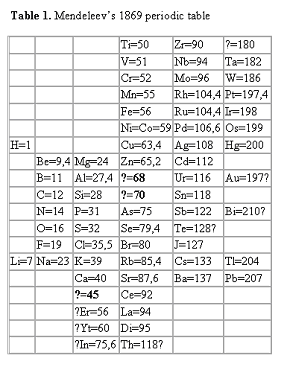 Table 1. Mendeleev's 1869 periodic table
Ti=50 Zr=90 ?=180
V=51 Nb=94 Ta=182
Cr=52 Mo=96 W=186
Mn=55 Rh=104,4 Pt=197,4
Fe=56 Ru=104,4 Ir=198
Ni=Co=59 Pd=106,6 Os=199
H=1 Cu=63,4 Ag=108 Hg=200
Be=9,4 Mg=24 Zn=65,2 Cd=112
B=11 Al=27,4 ?=68 Ur=116 Au=197?
C=12 Si=28 ?=70 Sn=118
N=14 P=31 As=75 Sb=122 Bi=210?
O=16 S=32 Se=79,4 Te=128?
F=19 Cl=35,5 Br=80 J=127
Li=7 Na=23 K=39 Rb=85,4 Cs=133 Tl=204
Ca=40 Sr=87,6 Ba=137 Pb=207
?=45 Ce=92
?Er=56 La=94
?Yt=60 Di=95
?In=75,6 Th=118?